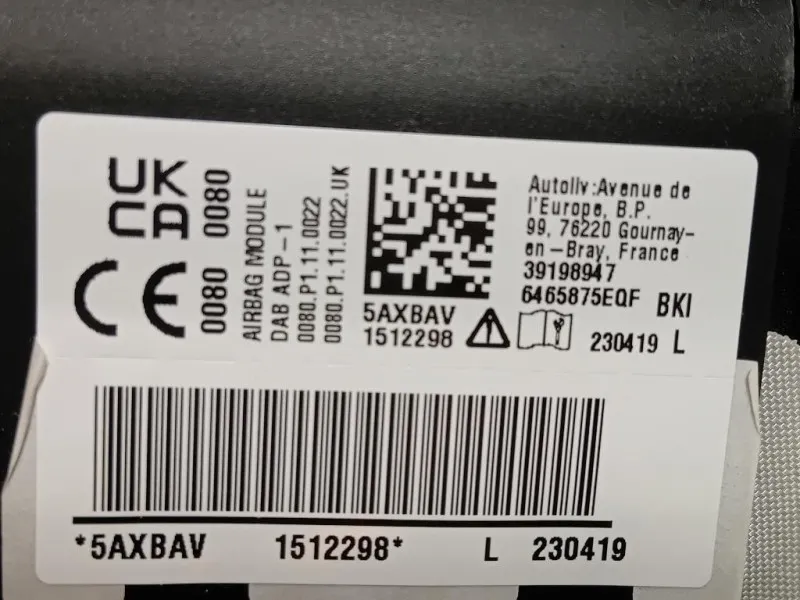 UK
CA
0080
CE
0080
AIRBAG MODULE
DAB ADP-1
0080.P1.11.0022
0080.P1.11.0022.UK
5AXBAV
1512298
Autoliv:Avenue de
l'Europe, B.P.
99, 76220 Gournay-
en-Bray, France
39198947
6465875EQF BKI
230419 L
*5AXBAV 1512298* L 230419